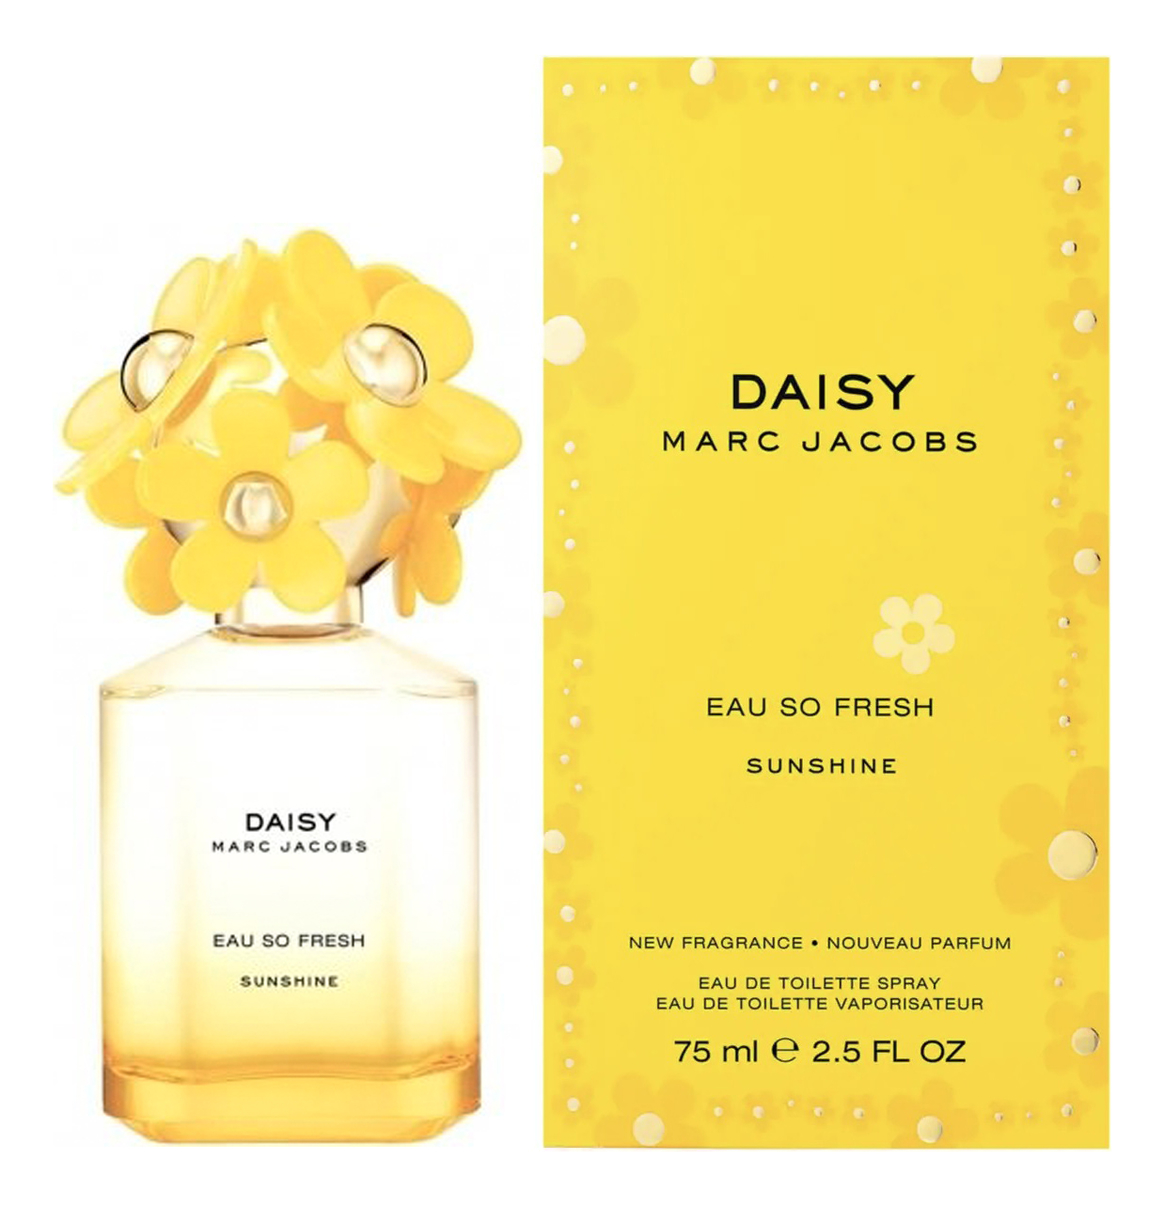 DAISY
MARC JACOBS
EAU SO FRESH
SUNSHINE
DAISY
MARC JACOBS
EAU SO FRESH
SUNSHINE
NEW FRAGRANCE • NOUVEAU PARFUM
EAU DE TOILETTE SPRAY
EAU DE TOILETTE VAPORISATEUR
75 ml ℮ 2.5 FL OZ